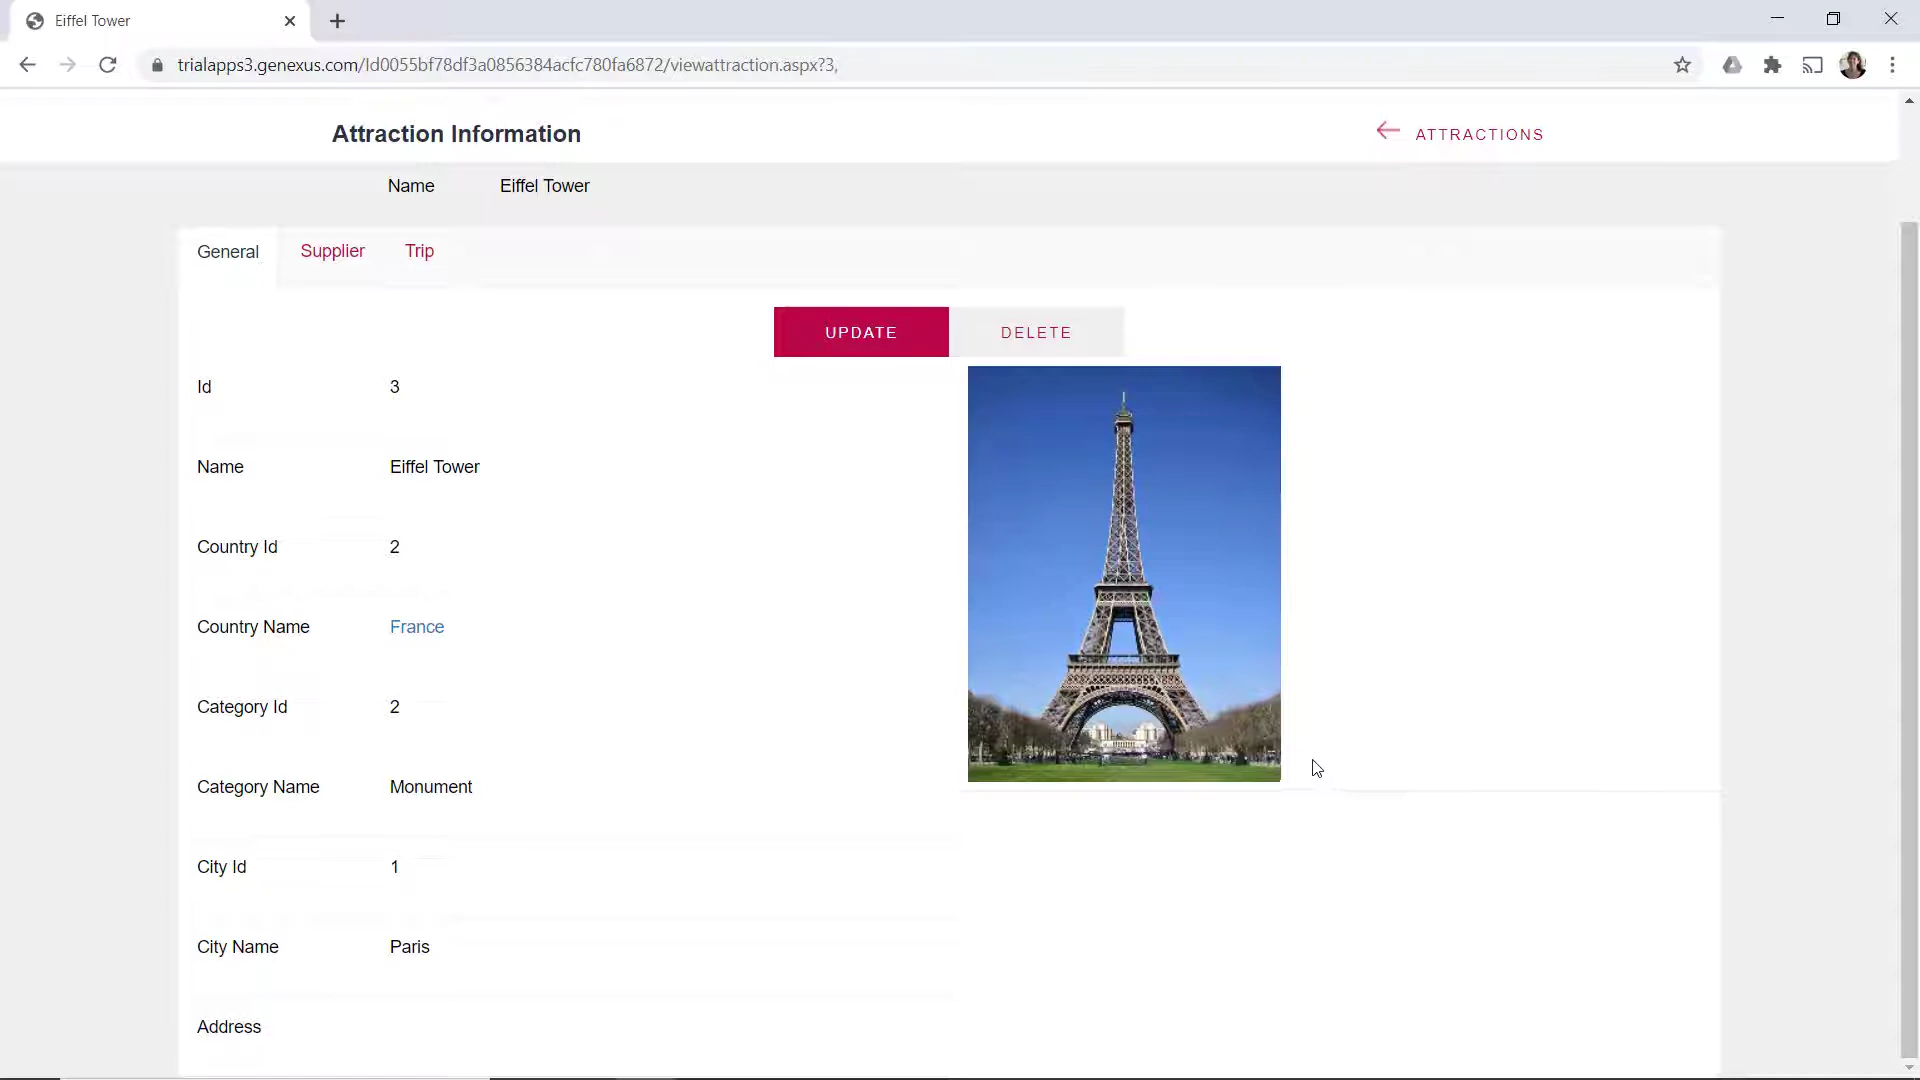 Eiffel Tower
trialapps3.genexus.com/Id0055bf78df3a0856384acfc780fa6872/viewattraction.aspx?3,
Attraction Information
ATTRACTIONS
Name Eiffel Tower
General Supplier Trip
UPDATE DELETE
Id 3
Name Eiffel Tower
Country Id 2
Country Name France
Category Id 2
Category Name Monument
City Id 1
City Name Paris
Address